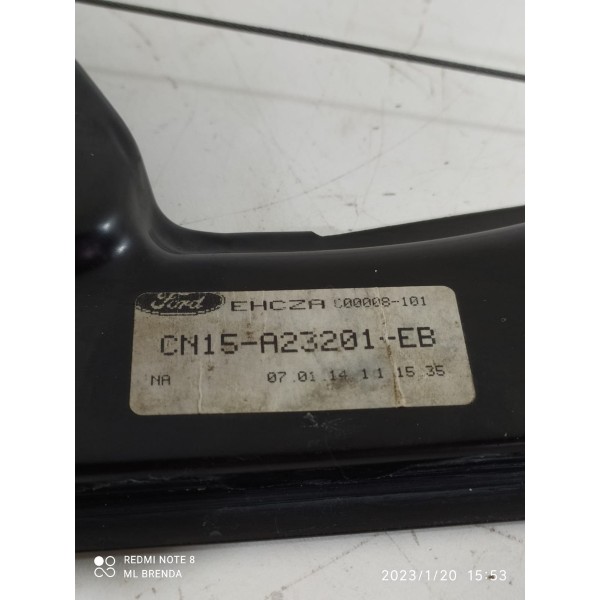 Ford EHCZA C00008-101
CN15-A23201-EB
NA 07.01.14 11 15 35
REDMI NOTE 8
ML BRENDA
2023/1/20 15:53